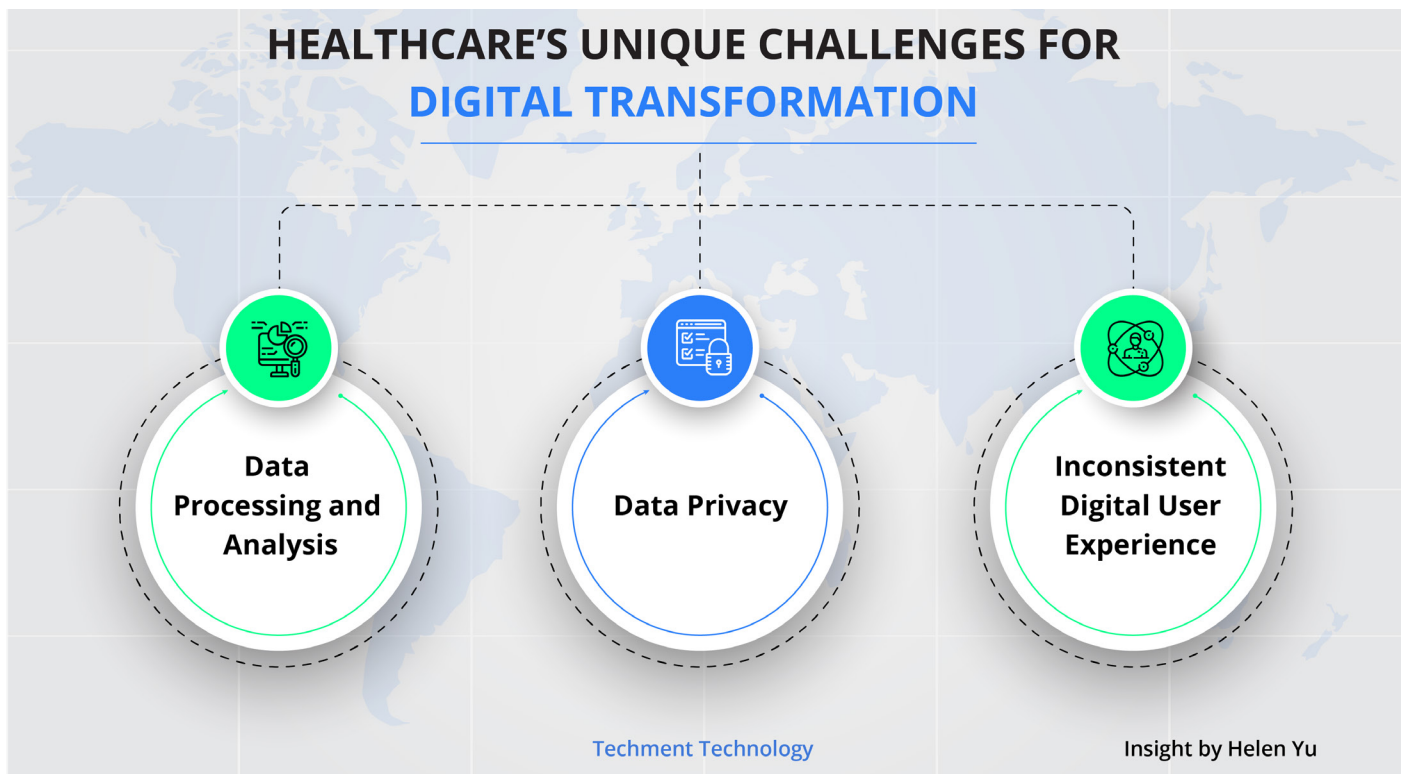 HEALTHCARE’S UNIQUE CHALLENGES FOR
DIGITAL TRANSFORMATION
Data
Processing and
Analysis
Data Privacy
Inconsistent
Digital User
Experience
Techment Technology
Insight by Helen Yu